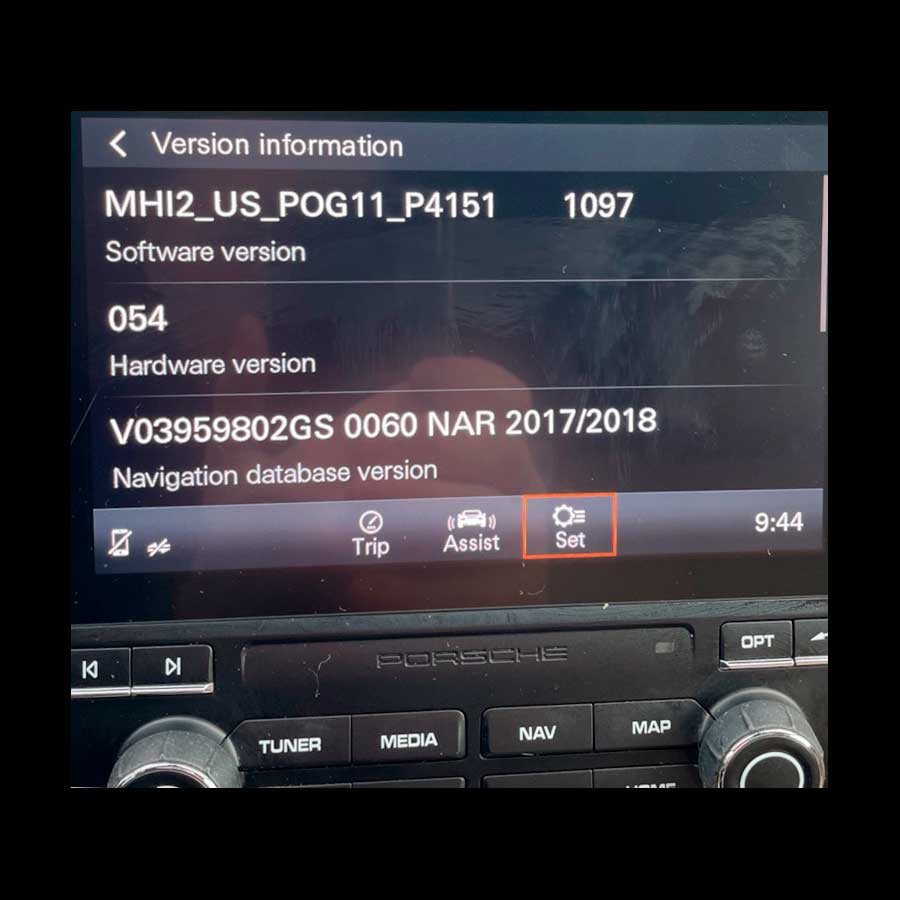 Version information
MHI2_US_POG11_P4151 1097
Software version
054
Hardware version
V03959802GS 0060 NAR 2017/2018
Navigation database version
Trip Assist Set 9:44
PORSCHE
OPT
TUNER MEDIA NAV MAP
HOME